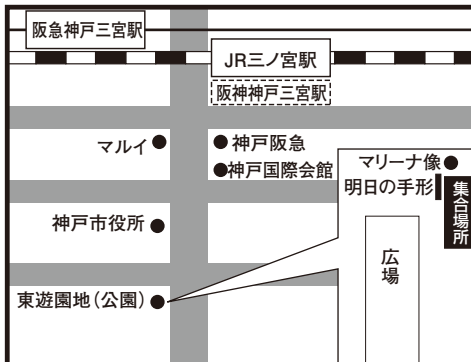 阪急神戸三宮駅
JR三ノ宮駅
阪神神戸三宮駅
マルイ
神戸阪急
神戸国際会館
マリーナ像
明日の手形
集合場所
神戸市役所
広場
東遊園地(公園)